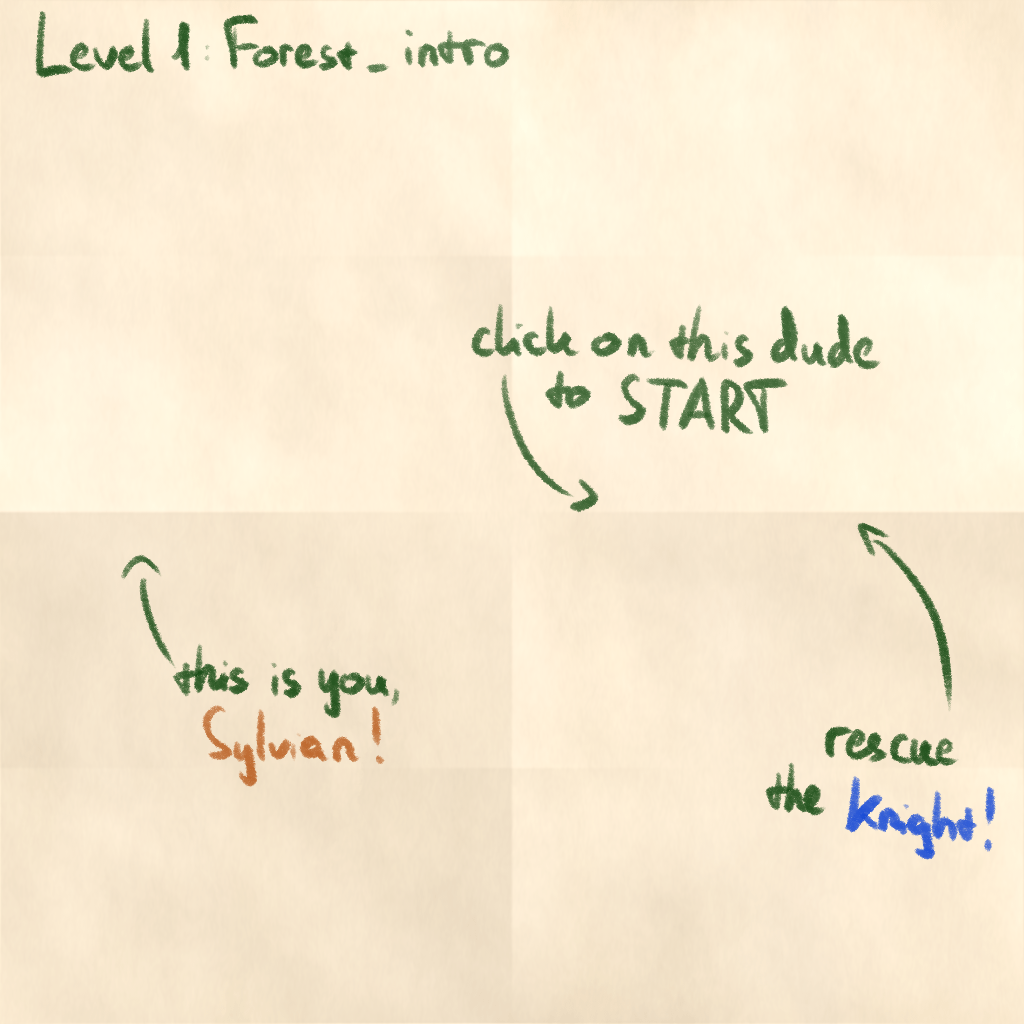 Level 1: Forest_intro
click on this dude
to START
this is you,
Sylvian!
rescue
the Knight!